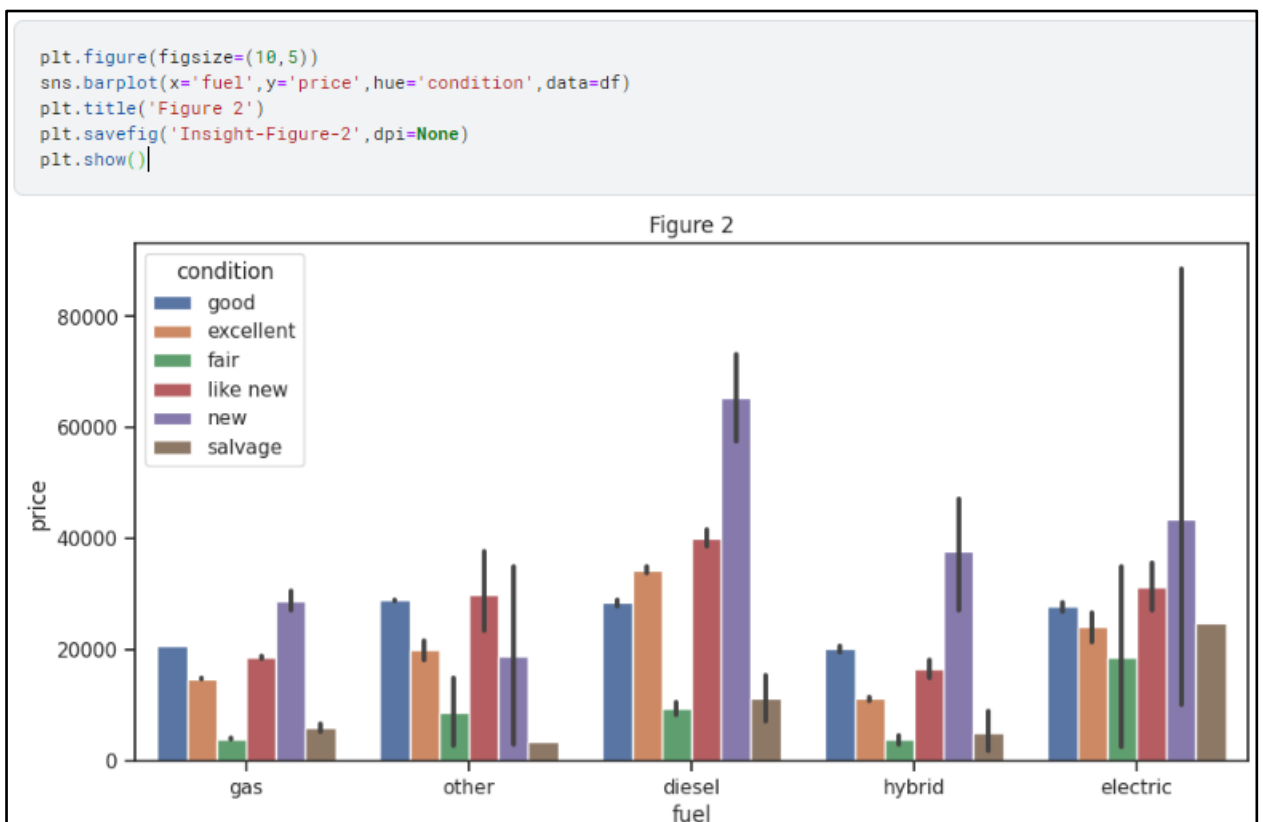 plt.figure(figsize=(10,5))
sns.barplot(x='fuel',y='price',hue='condition',data=df)
plt.title('Figure 2')
plt.savefig('Insight-Figure-2',dpi=None)
plt.show()
Figure 2
condition
good
excellent
fair
like new
new
salvage
80000
60000
40000
20000
0
price
gas other diesel hybrid electric
fuel